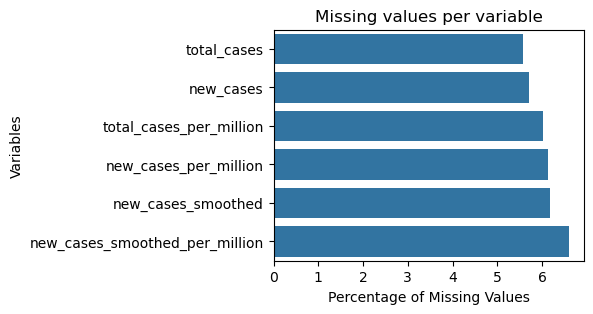 Missing values per variable
Variables
total_cases
new_cases
total_cases_per_million
new_cases_per_million
new_cases_smoothed
new_cases_smoothed_per_million
0 1 2 3 4 5 6
Percentage of Missing Values